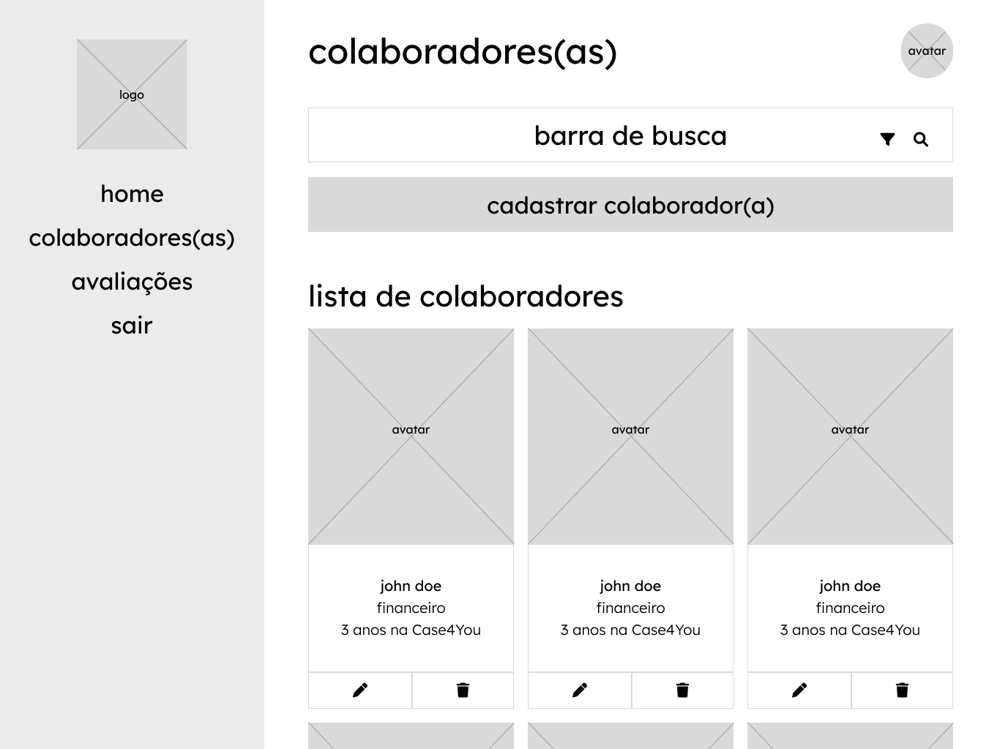 logo
home
colaboradores(as)
avaliações
sair
colaboradores(as)
avatar
barra de busca
cadastrar colaborador(a)
lista de colaboradores
avatar
avatar
avatar
john doe
financeiro
3 anos na Case4You
john doe
financeiro
3 anos na Case4You
john doe
financeiro
3 anos na Case4You